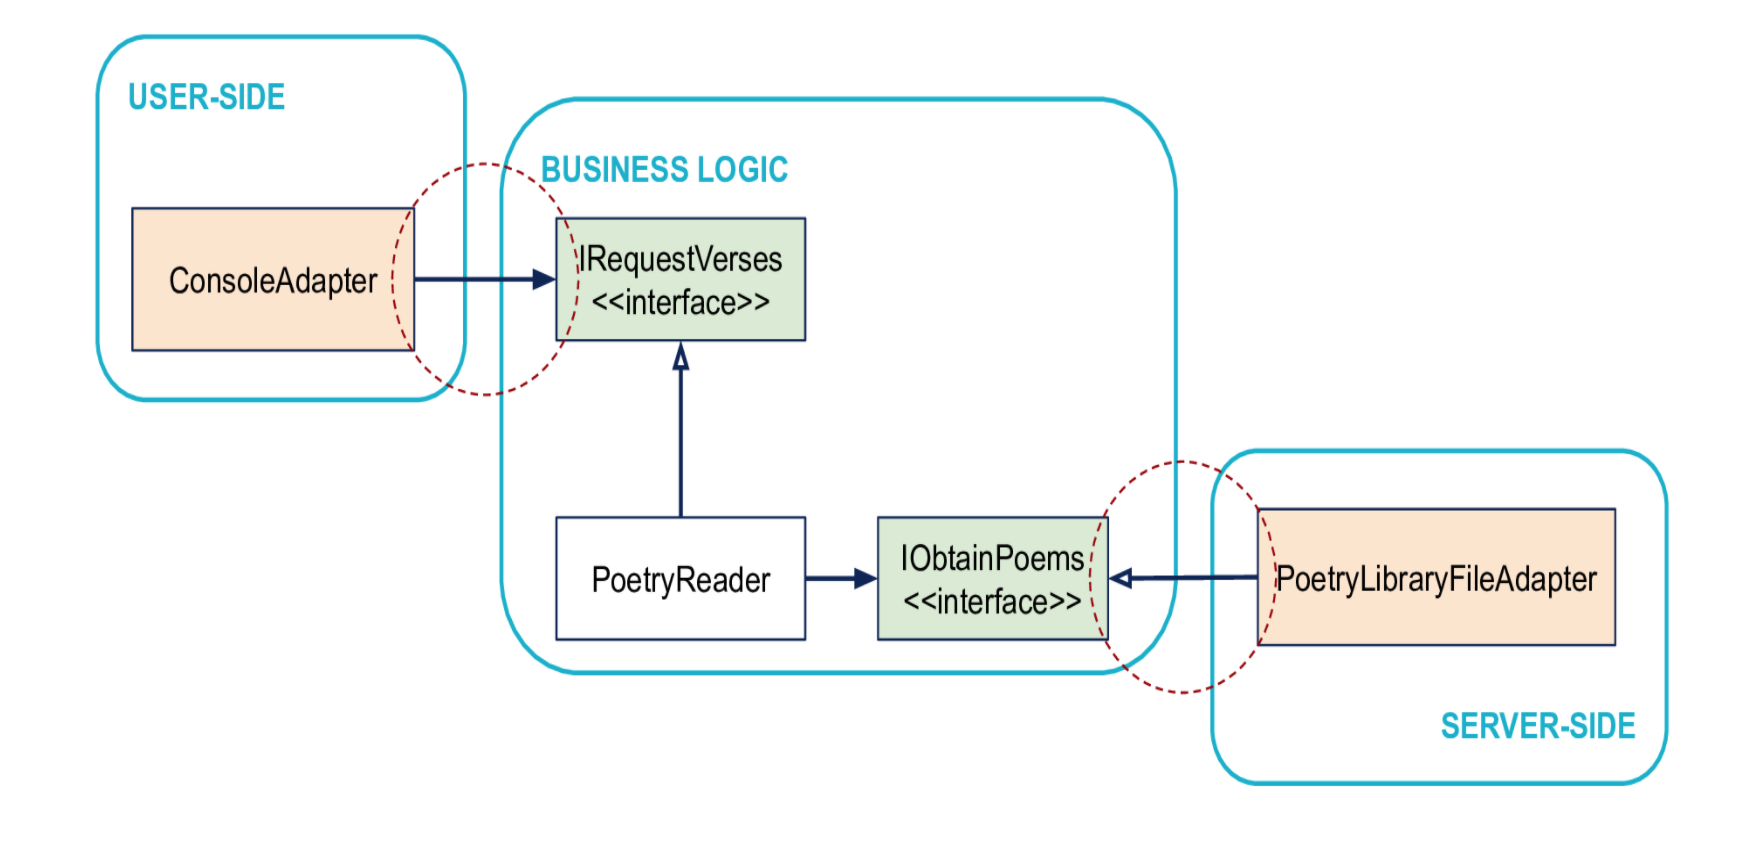 USER-SIDE
BUSINESS LOGIC
ConsoleAdapter
IRequestVerses
<<interface>>
PoetryReader
IObtainPoems
<<interface>>
PoetryLibraryFileAdapter
SERVER-SIDE